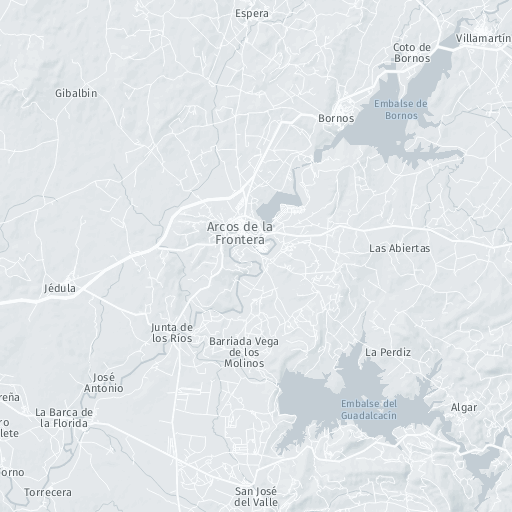 Espera
Villamartín
Coto de
Bornos
Gibalbin
Embalse de
Bornos
Bornos
Arcos de la
Frontera
Las Abiertas
Jédula
Junta de
los Ríos
Barriada Vega
de los
Molinos
La Perdiz
José
Antonio
Embalse del
Guadalcacín
Algar
La Barca de
la Florida
San José
del Valle
Torrecera